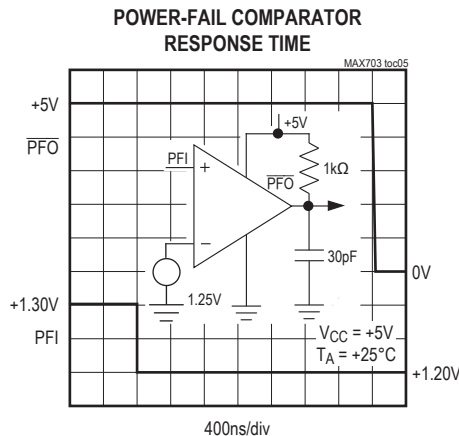 POWER-FAIL COMPARATOR
RESPONSE TIME
MAX703 toc05
+5V
PFO
+5V
PFI
+
PFO
1kΩ
−
30pF
0V
+1.30V
1.25V
PFI
VCC = +5V
TA = +25°C
+1.20V
400ns/div